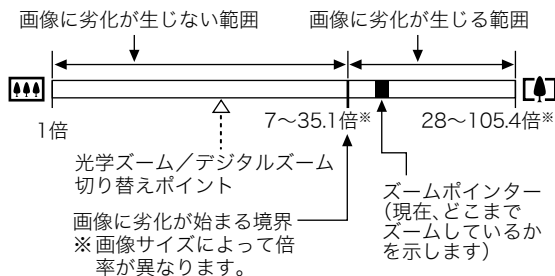 画像に劣化が生じない範囲
画像に劣化が生じる範囲
1倍
7〜35.1倍※
28〜105.4倍※
光学ズーム／デジタルズーム
切り替えポイント
画像に劣化が始まる境界
※画像サイズによって倍
率が異なります。
ズームポインター
（現在、どこまで
ズームしているか
を示します）